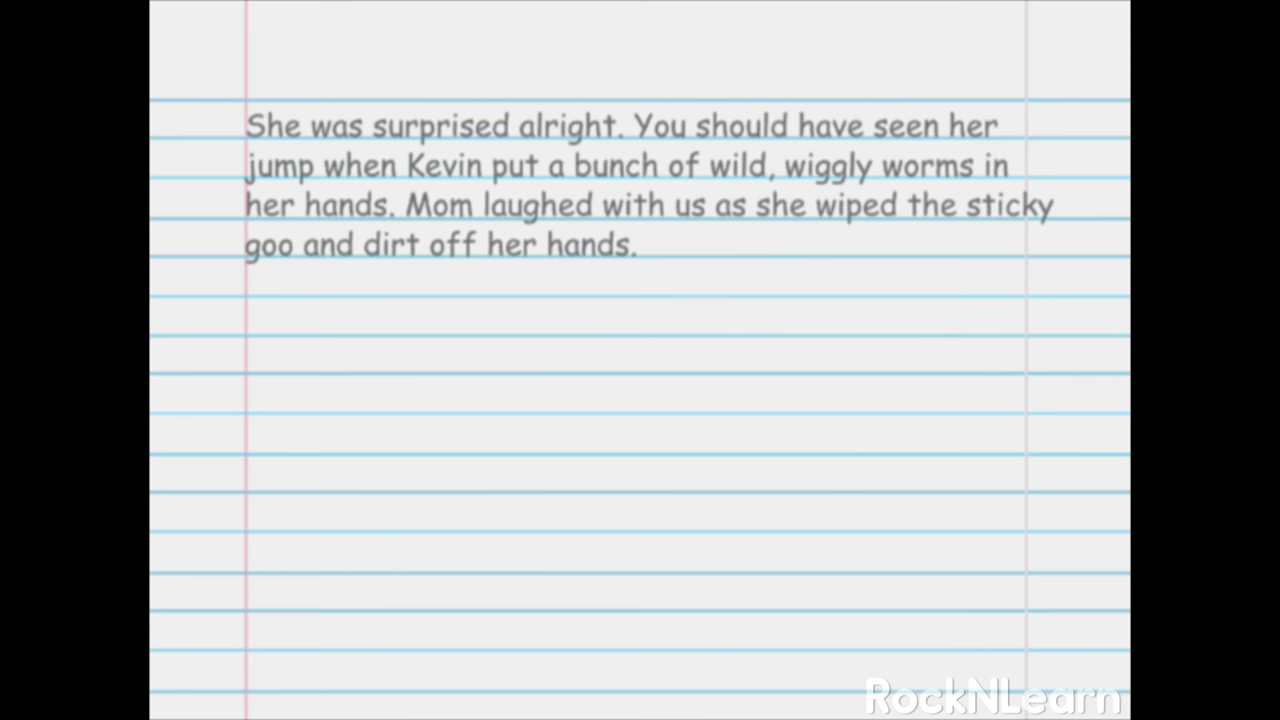 She was surprised alright. You should have seen her
jump when Kevin put a bunch of wild, wiggly worms in
her hands. Mom laughed with us as she wiped the sticky
goo and dirt off her hands.
RockNLearn